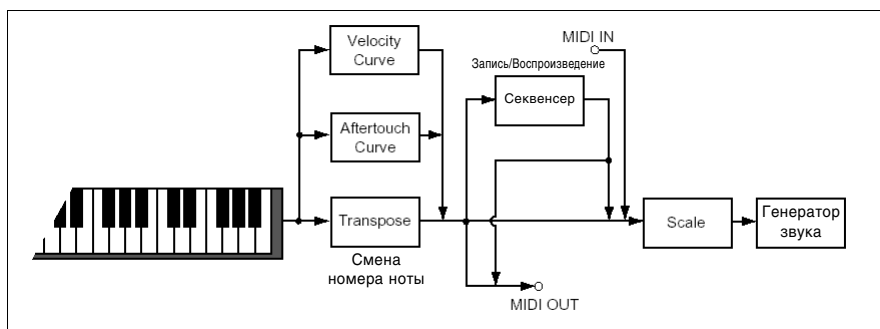 Velocity
Curve
MIDI IN
Запись/Воспроизведение
Секвенсер
Aftertouch
Curve
Transpose
Scale
Генератор
звука
Смена
номера ноты
MIDI OUT